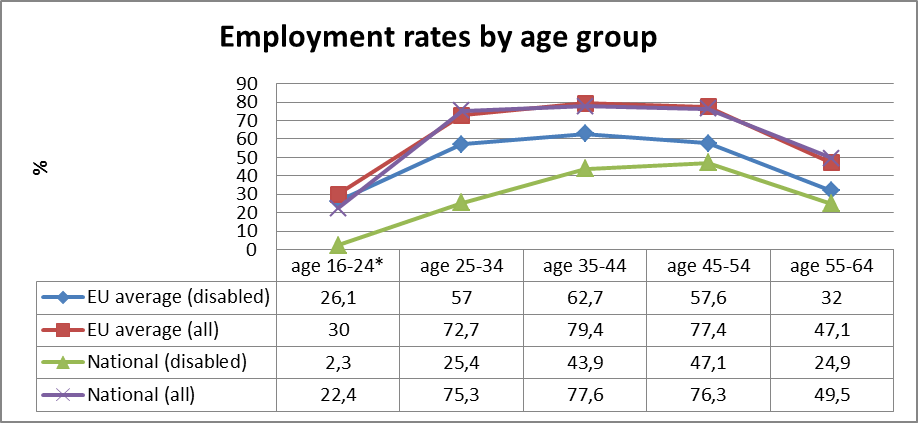 Employment rates by age group
%
90
80
70
60
50
40
30
20
10
0
age 16-24* age 25-34 age 35-44 age 45-54 age 55-64
EU average (disabled) 26,1 57 62,7 57,6 32
EU average (all) 30 72,7 79,4 77,4 47,1
National (disabled) 2,3 25,4 43,9 47,1 24,9
National (all) 22,4 75,3 77,6 76,3 49,5